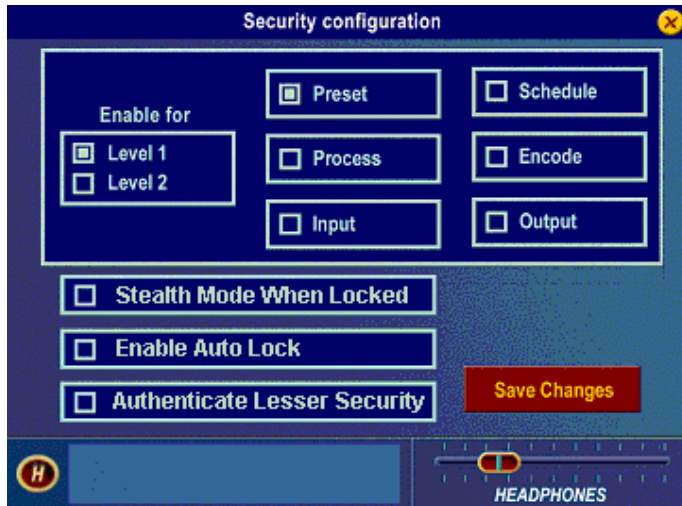 Security configuration
Enable for
Level 1
Level 2
Preset
Process
Input
Schedule
Encode
Output
Stealth Mode When Locked
Enable Auto Lock
Authenticate Lesser Security
Save Changes
H
HEADPHONES